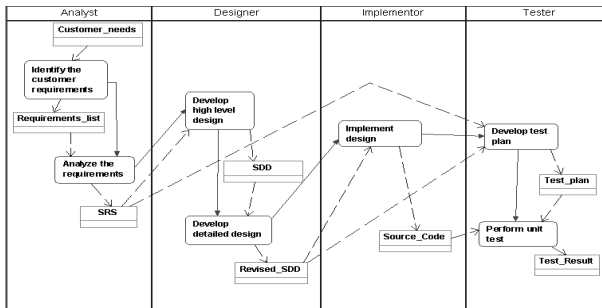 Analyst
Designer
Implementor
Tester
Customer_needs
Identify the
customer
requirements
Requirements_list
Analyze the
requirements
SRS
Develop
high level
design
SDD
Develop
detailed design
Revised_SDD
Implement
design
Source_Code
Develop test
plan
Test_plan
Perform unit
test
Test_Result